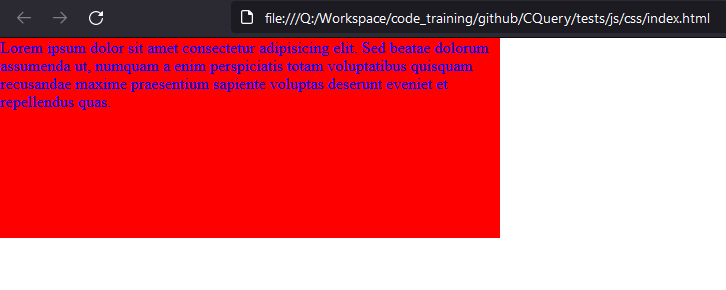 file:///Q:/Workspace/code_training/github/CQuery/tests/js/css/index.html
Lorem ipsum dolor sit amet consectetur adipisicing elit. Sed beatae dolorum
assumenda ut, numquam a enim perspiciatis totam voluptatibus quisquam
recusandae maxime praesentium sapiente voluptas deserunt eveniet et
repellendus quas.